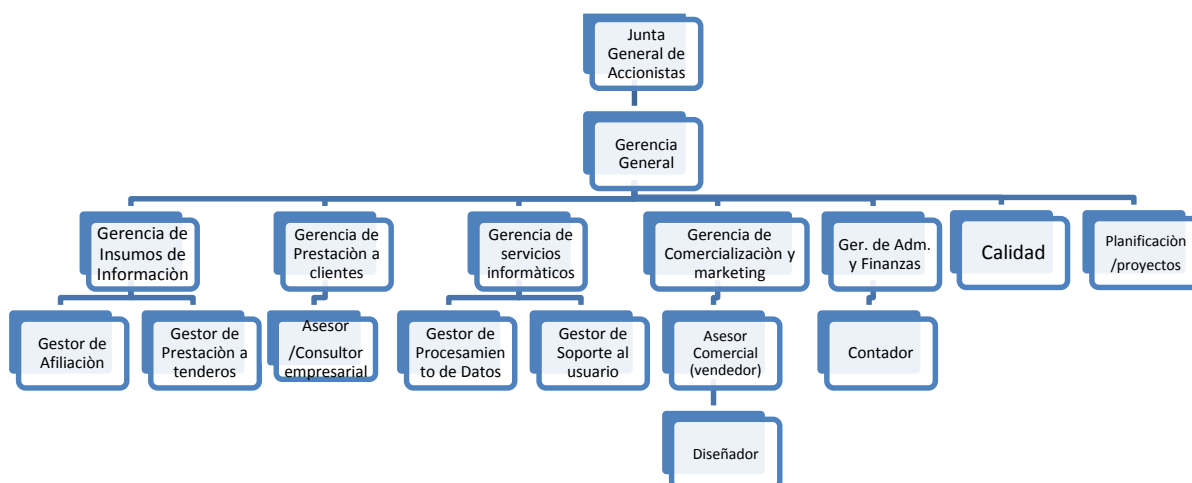 Junta
General de
Accionistas
Gerencia
General
Gerencia de
Insumos de
Informaciòn
Gerencia de
Prestaciòn a
clientes
Gerencia de
servicios
informàticos
Gerencia de
Comercializaciòn y
marketing
Ger. de Adm.
y Finanzas
Calidad
Planificaciòn
/proyectos
Gestor de
Afiliaciòn
Gestor de
Prestaciòn a
tenderos
Asesor
/Consultor
empresarial
Gestor de
Procesamien
to de Datos
Gestor de
Soporte al
usuario
Asesor
Comercial
(vendedor)
Contador
Diseñador